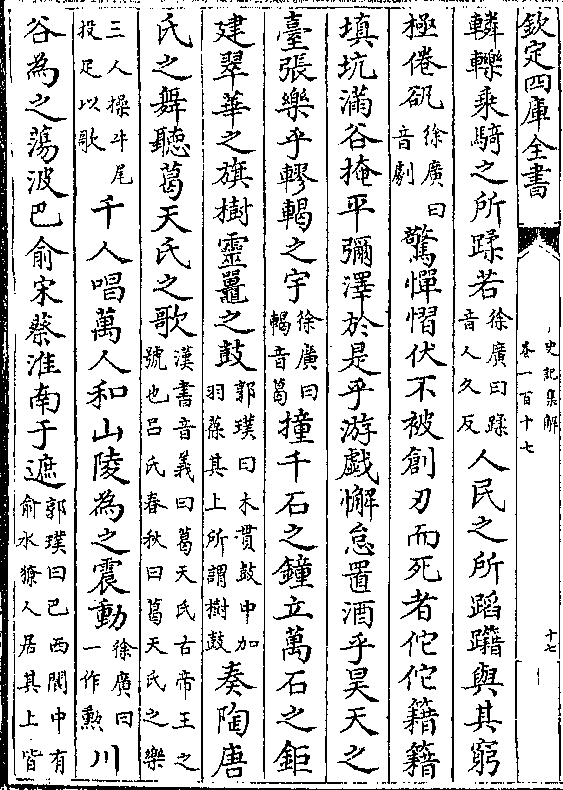 欽定四庫全書
史記集解
卷一百十七
十七
轔轢乘騎之所蹂若徐廣曰蹂音人久反人民之所蹈躤與其窮
極倦𠨘徐廣曰音劇驚憚慴伏不被創刃而死者佗佗籍籍
填坑滿谷掩平彌澤於是乎游戲懈怠置酒乎昊天之
臺張樂乎轇輵之宇徐廣曰輵音葛撞千石之鐘立萬石之鉅
建翠華之旗樹靈鼉之鼓郭璞曰木貫鼓中加羽葆其上所謂樹鼓奏陶唐
氏之舞聽葛天氏之歌漢書音義曰葛天氏古帝王之號也呂氏春秋曰葛天氏之樂
三人操斗尾投足以歌千人唱萬人和山陵為之震動徐廣曰一作勲川
谷為之蕩波巴俞宋蔡淮南于遮郭璞曰巴西閬中有俞水獠人居其上皆